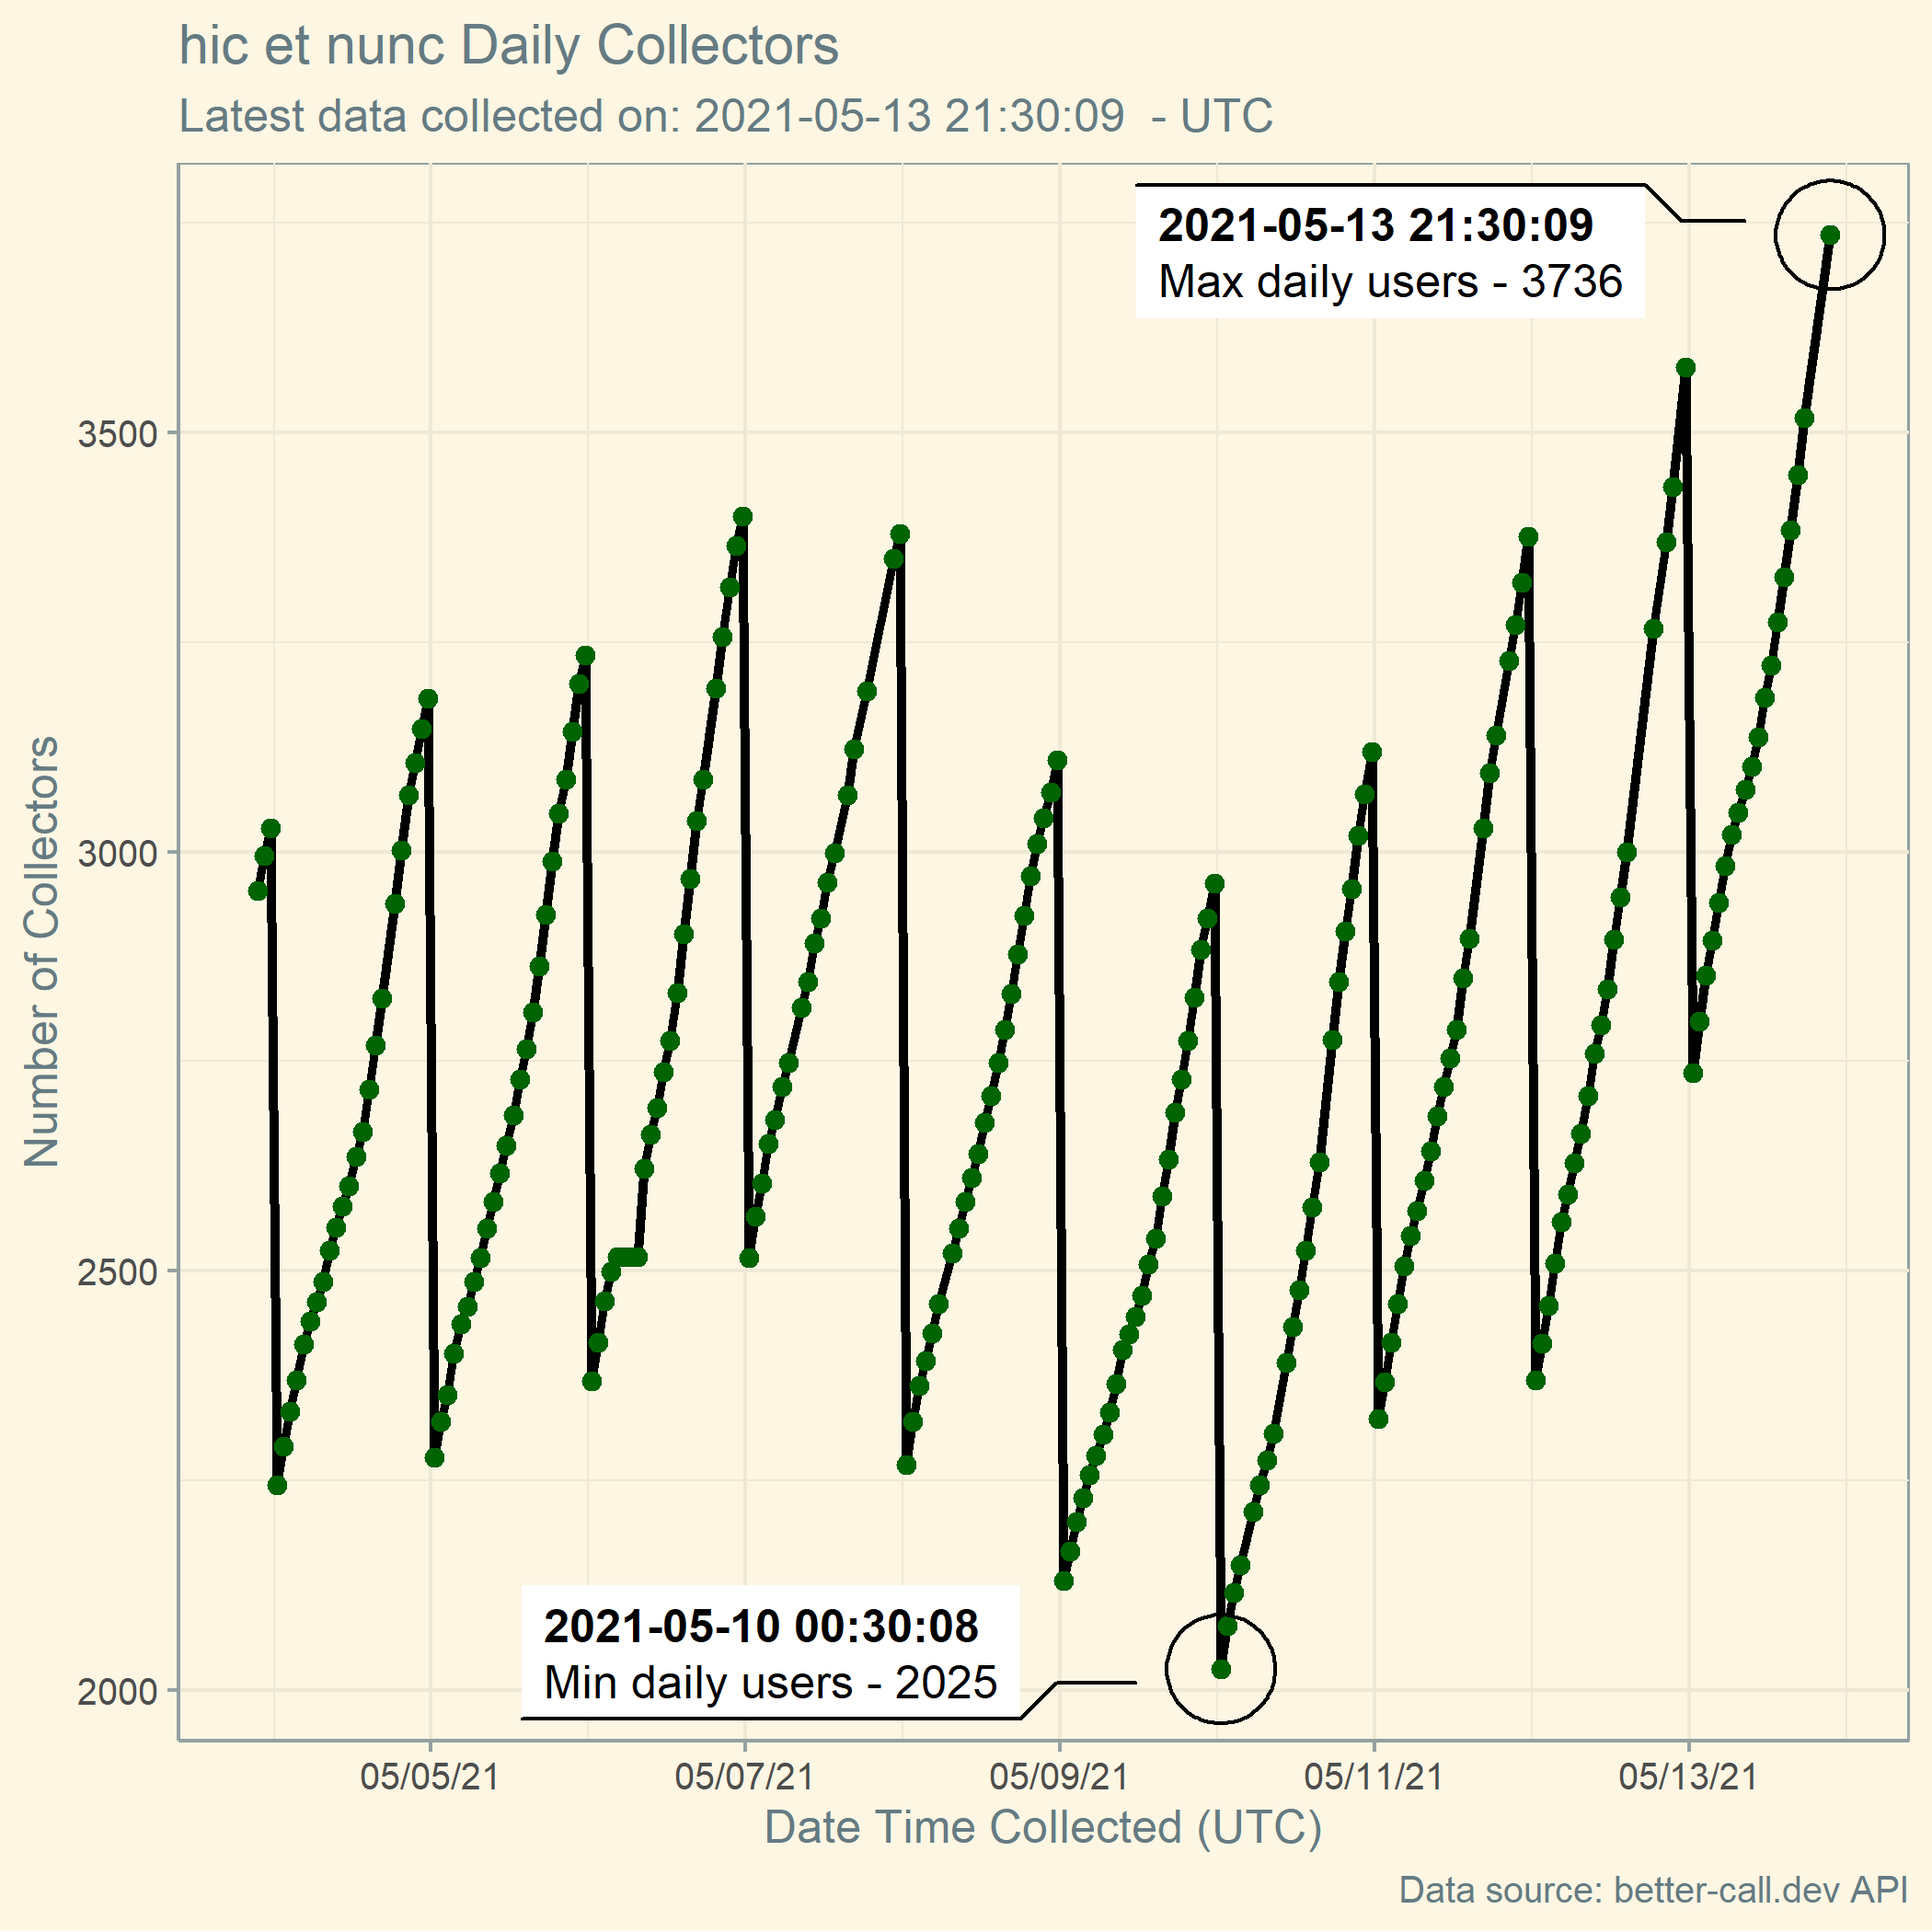 hic et nunc Daily Collectors
Latest data collected on: 2021-05-13 21:30:09  - UTC
2021-05-13 21:30:09
Max daily users - 3736
3500
3000
2500
2000
Number of Collectors
2021-05-10 00:30:08
Min daily users - 2025
05/05/21 05/07/21 05/09/21 05/11/21 05/13/21
Date Time Collected (UTC)
Data source: better-call.dev API